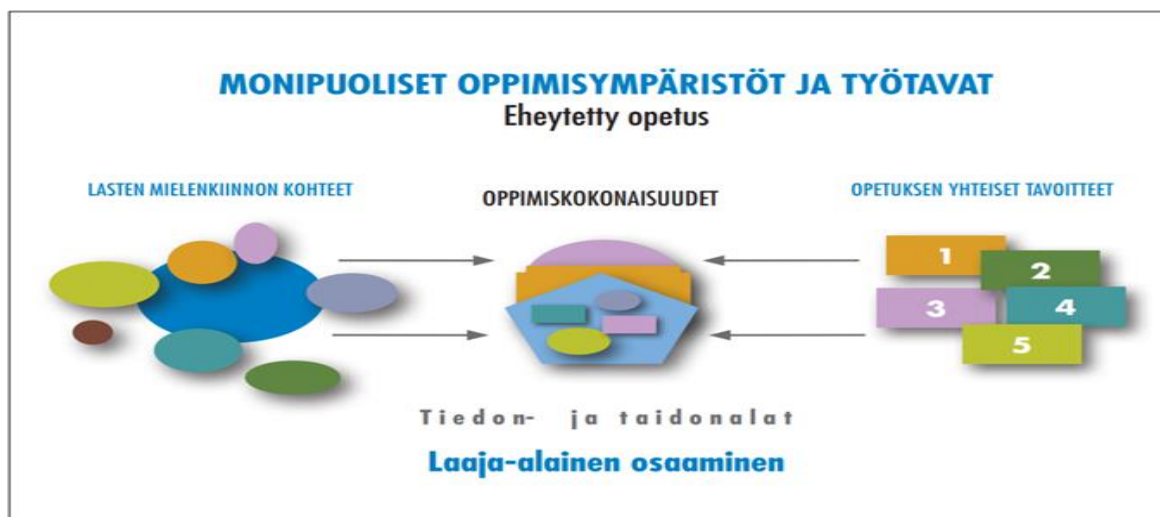 MONIPUOLISET OPPIMISYMPÄRISTÖT JA TYÖTAVAT
Eheytetty opetus
LASTEN MIELENKIINNON KOHTEET
OPPIMISKOKONAISUUDET
OPETUKSEN YHTEISET TAVOITTEET
1
2
3
4
5
Tiedon- ja taidonalat
Laaja-alainen osaaminen